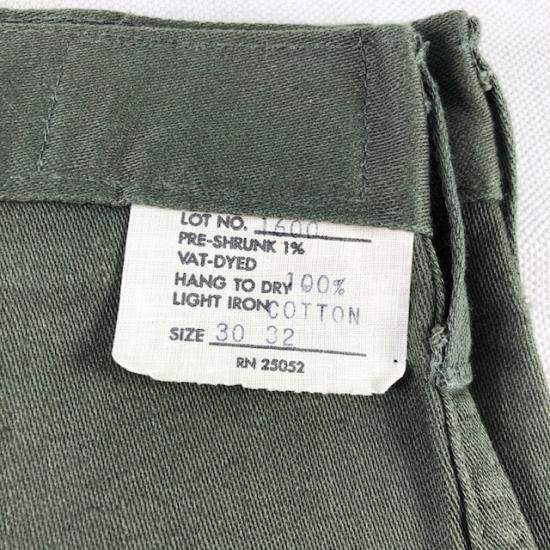 LOT NO. 1600
PRE-SHRUNK 1%
VAT-DYED
HANG TO DRY 100%
LIGHT IRON COTTON
SIZE 30 32
RN 25052